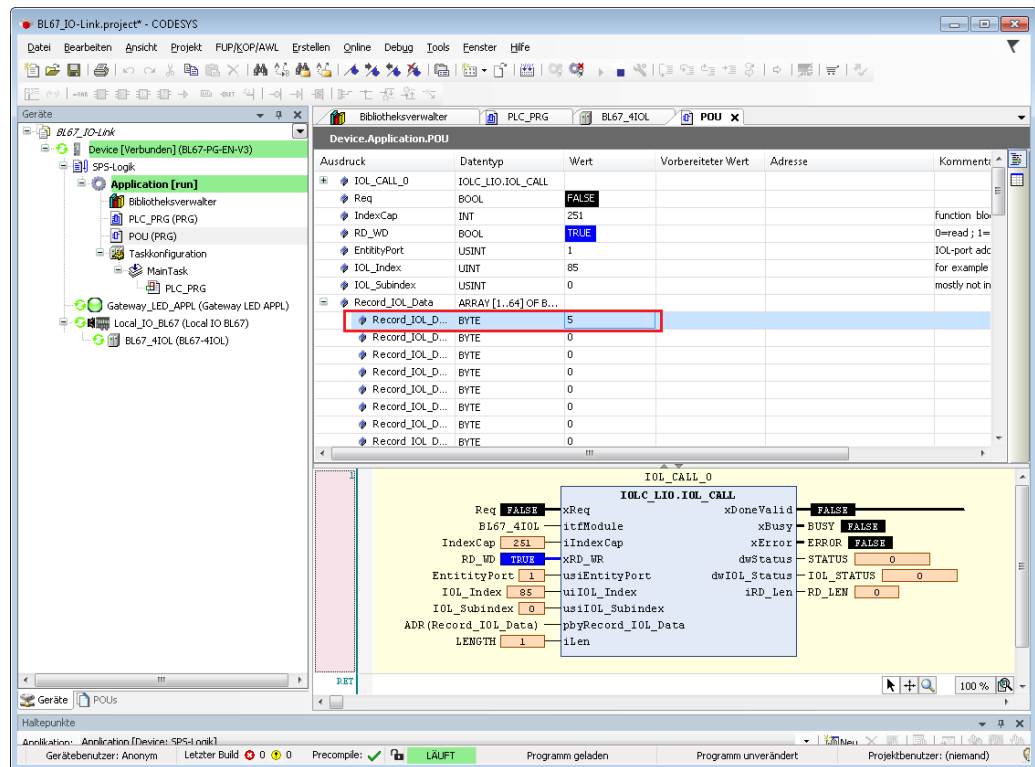 BL67_IO-Link.project* - CODESYS
Datei Bearbeiten Ansicht Projekt FUP/KOP/AWL Erstellen Online Debug Tools Fenster Hilfe
Geräte
BL67_IO-Link
Device [Verbunden] (BL67-PG-EN-V3)
SPS-Logik
Application [run]
Bibliotheksverwalter
PLC_PRG (PRG)
POU (PRG)
Taskkonfiguration
MainTask
PLC_PRG
Gateway_LED_APPL (Gateway LED APPL)
Local_IO_BL67 (Local IO BL67)
BL67_4IOL (BL67-4IOL)
Geräte POUs
Bibliotheksverwalter PLC_PRG BL67_4IOL POU
Device.Application.POU
Ausdruck Datentyp Wert Vorbereiteter Wert Adresse Kommenta
IOL_CALL_0 IOLC_LIO.IOL_CALL
Req BOOL FALSE
IndexCap INT 251 function blo
RD_WD BOOL TRUE 0=read ; 1=
EntitityPort USINT 1 IOL-port add
IOL_Index UINT 85 for example
IOL_Subindex USINT 0 mostly not in
Record_IOL_Data ARRAY [1..64] OF B...
Record_IOL_D... BYTE 5
Record_IOL_D... BYTE 0
Record_IOL_D... BYTE 0
Record_IOL_D... BYTE 0
Record_IOL_D... BYTE 0
Record_IOL_D... BYTE 0
Record_IOL_D... BYTE 0
Record_IOL_D... BYTE 0
1
IOL_CALL_0
IOLC_LIO.IOL_CALL
Req FALSE xReq xDoneValid FALSE
BL67_4IOL itfModule xBusy BUSY FALSE
IndexCap 251 iIndexCap xError ERROR FALSE
RD_WD TRUE xRD_WR dwStatus STATUS 0
EntitityPort 1 usiEntityPort dwIOL_Status IOL_STATUS 0
IOL_Index 85 uiIOL_Index iRD_Len RD_LEN 0
IOL_Subindex 0 usiIOL_Subindex
ADR(Record_IOL_Data) pbyRecord_IOL_Data
LENGTH 1 iLen
RET
100 %
Haltepunkte
Applikation: Application [Device: SPS-Logik] Neu
Gerätebenutzer: Anonym Letzter Build 0 0 Precompile: LÄUFT Programm geladen Programm unverändert Projektbenutzer: (niemand)